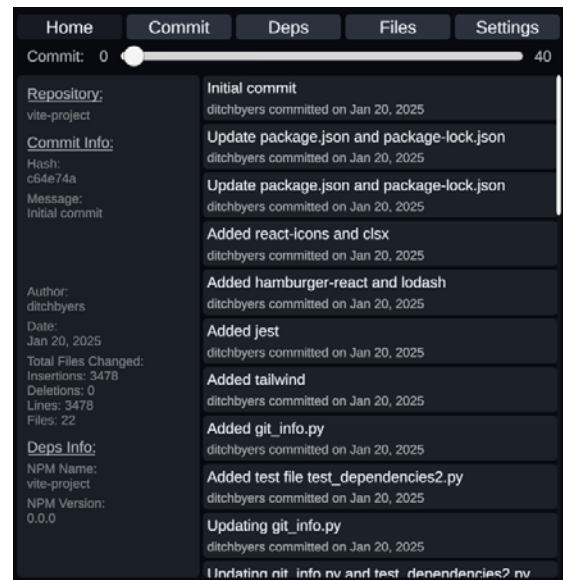 Home Commit Deps Files Settings
Commit: 0 40
Repository:
vite-project
Commit Info:
Hash:
c64e74a
Message:
Initial commit
Author:
ditchbyers
Date:
Jan 20, 2025
Total Files Changed:
Insertions: 3478
Deletions: 0
Lines: 3478
Files: 22
Deps Info:
NPM Name:
vite-project
NPM Version:
0.0.0
Initial commit
ditchbyers committed on Jan 20, 2025
Update package.json and package-lock.json
ditchbyers committed on Jan 20, 2025
Update package.json and package-lock.json
ditchbyers committed on Jan 20, 2025
Added react-icons and clsx
ditchbyers committed on Jan 20, 2025
Added hamburger-react and lodash
ditchbyers committed on Jan 20, 2025
Added jest
ditchbyers committed on Jan 20, 2025
Added tailwind
ditchbyers committed on Jan 20, 2025
Added git_info.py
ditchbyers committed on Jan 20, 2025
Added test file test_dependencies2.py
ditchbyers committed on Jan 20, 2025
Updating git_info.py
ditchbyers committed on Jan 20, 2025
Updating git_info.py and test_dependencies2.py